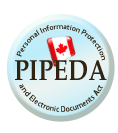 Personal Information Protection
PIPEDA
and Electronic Documents Act